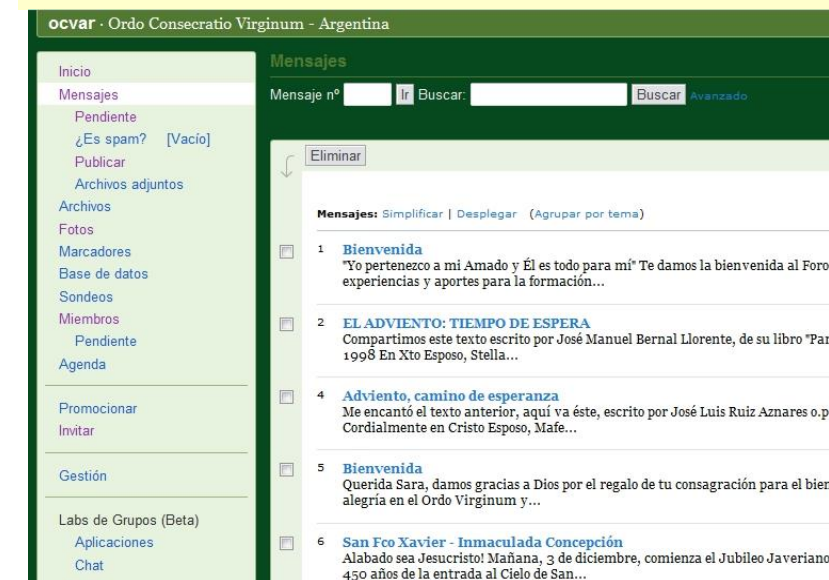 ocvar · Ordo Consecratio Virginum - Argentina
Inicio
Mensajes
Pendiente
¿Es spam? [Vacío]
Publicar
Archivos adjuntos
Archivos
Fotos
Marcadores
Base de datos
Sondeos
Miembros
Pendiente
Agenda
Promocionar
Invitar
Gestión
Labs de Grupos (Beta)
Aplicaciones
Chat
Mensajes
Mensaje nº Ir Buscar: Buscar Avanzado
Eliminar
Mensajes: Simplificar | Desplegar (Agrupar por tema)
1 Bienvenida
"Yo pertenezco a mi Amado y Él es todo para mí" Te damos la bienvenida al Foro
experiencias y aportes para la formación...
2 EL ADVIENTO: TIEMPO DE ESPERA
Compartimos este texto escrito por José Manuel Bernal Llorente, de su libro "Par
1998 En Xto Esposo, Stella...
4 Adviento, camino de esperanza
Me encantó el texto anterior, aquí va éste, escrito por José Luis Ruiz Aznares o.p
Cordialmente en Cristo Esposo, Mafe...
5 Bienvenida
Querida Sara, damos gracias a Dios por el regalo de tu consagración para el bien
alegría en el Ordo Virginum y...
6 San Fco Xavier - Inmaculada Concepción
Alabado sea Jesucristo! Mañana, 3 de diciembre, comienza el Jubileo Javeriano
450 años de la entrada al Cielo de San...